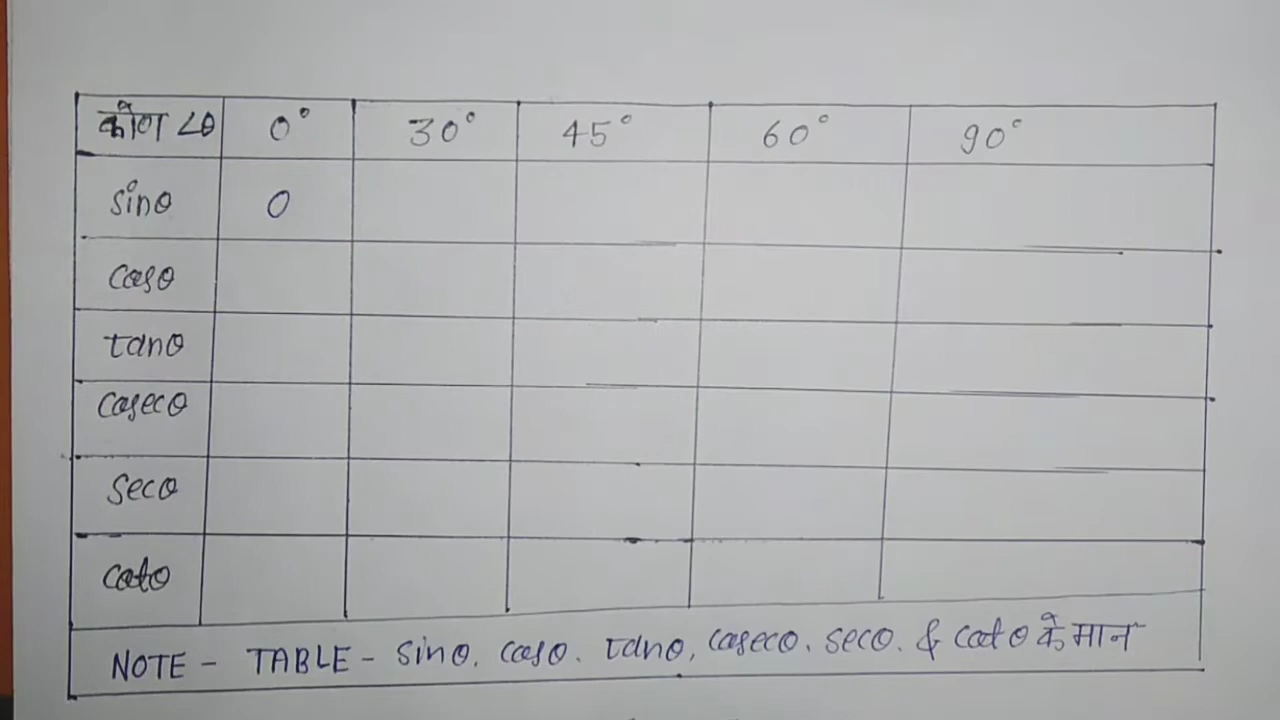 कोण ∠θ 0° 30° 45° 60° 90°
sinθ 0
cosθ
tanθ
cosecθ
secθ
cotθ
NOTE - TABLE - sinθ, cosθ. tanθ, cosecθ. secθ. & cotθ के मान